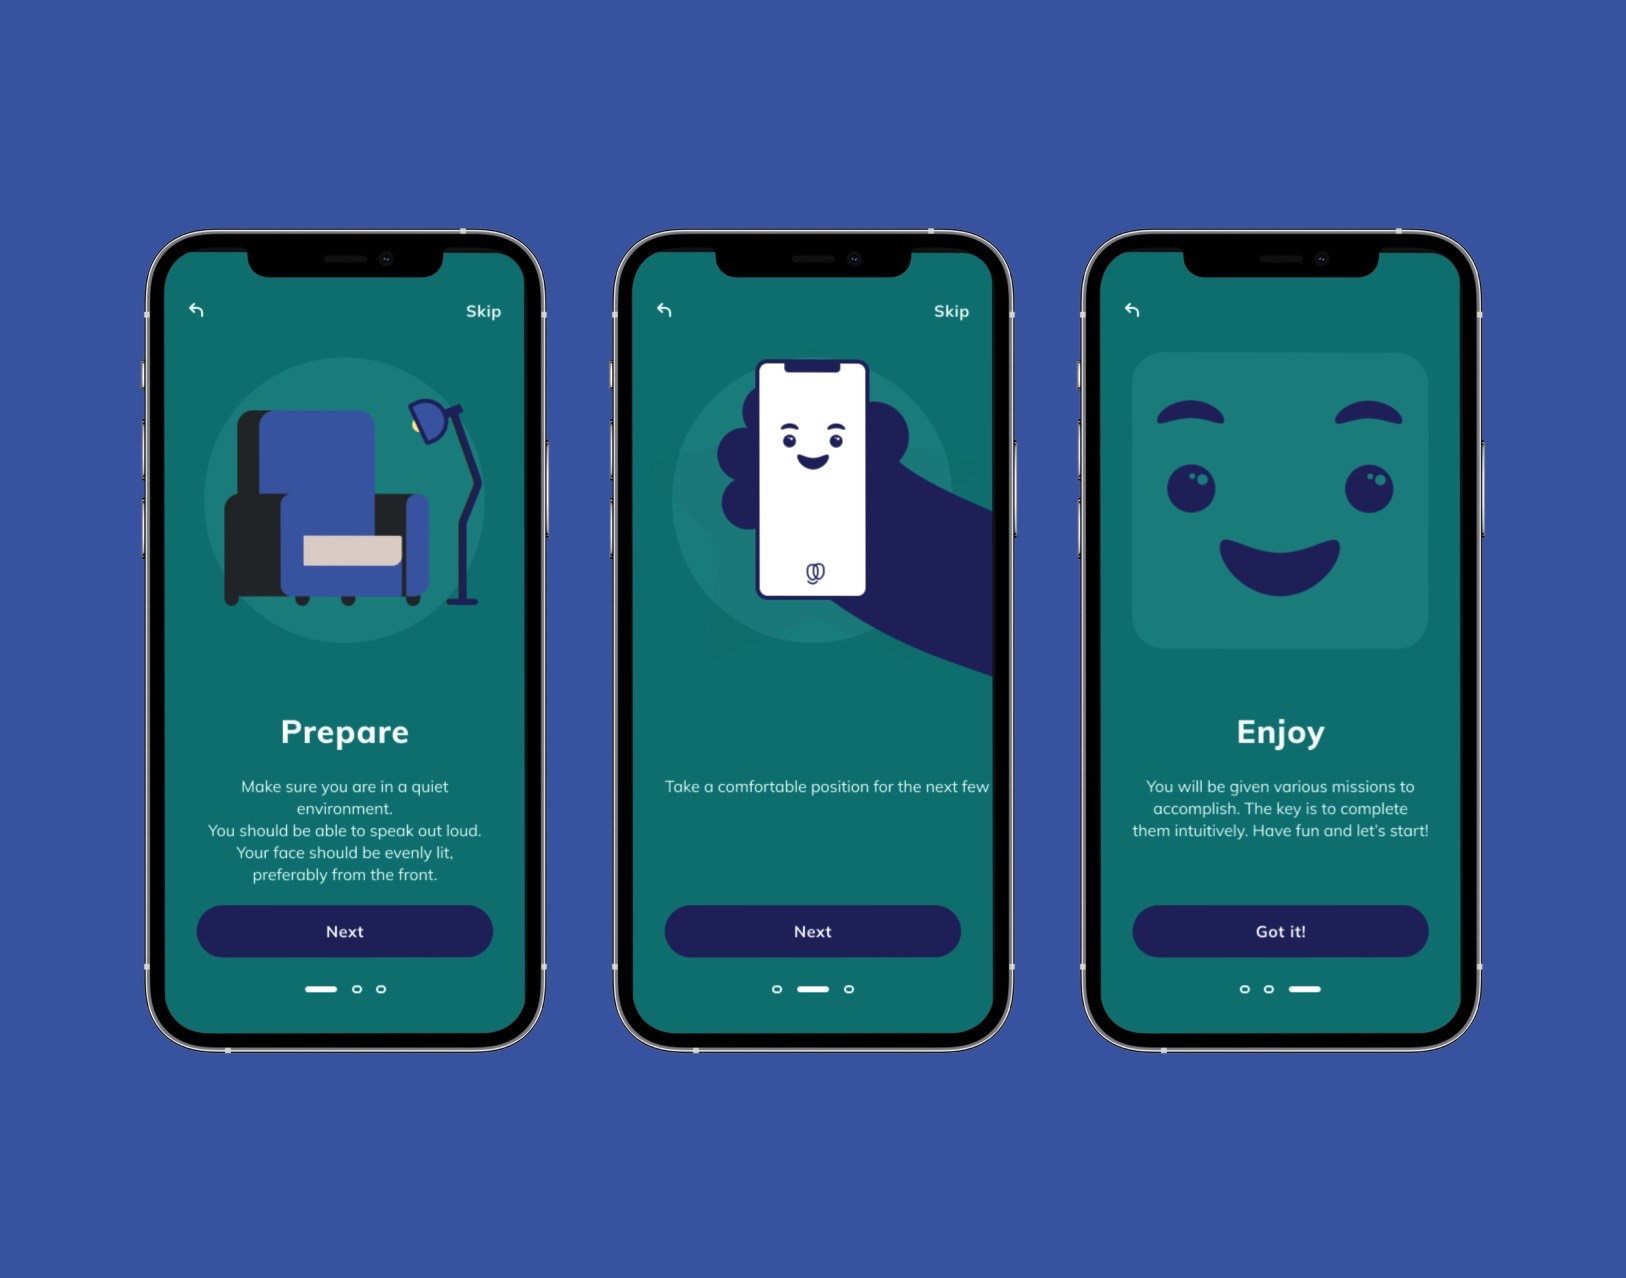 Skip
Prepare
Make sure you are in a quiet
environment.
You should be able to speak out loud.
Your face should be evenly lit,
preferably from the front.
Next
Skip
Take a comfortable position for the next few
Next
Enjoy
You will be given various missions to
accomplish. The key is to complete
them intuitively. Have fun and let's start!
Got it!